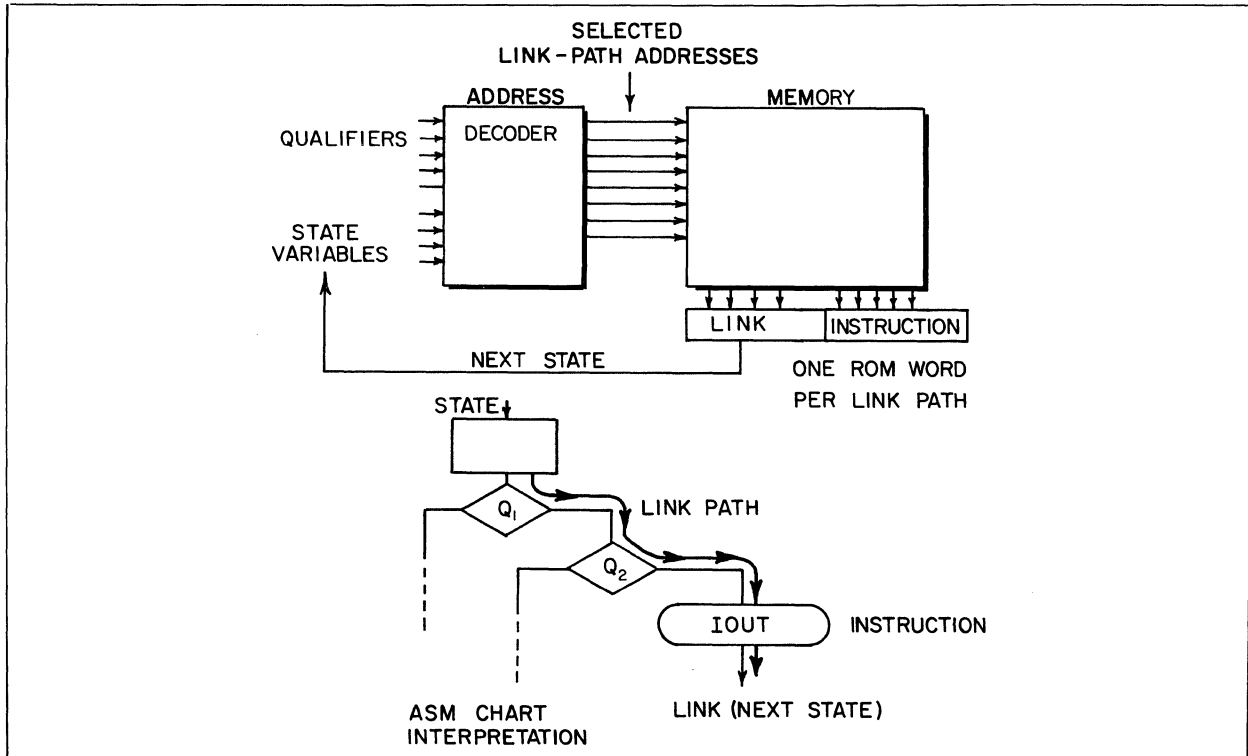 SELECTED
LINK-PATH ADDRESSES
ADDRESS
MEMORY
DECODER
QUALIFIERS
STATE
VARIABLES
LINK
INSTRUCTION
NEXT STATE
ONE ROM WORD
PER LINK PATH
STATE
Q₁
LINK PATH
Q₂
IOUT
INSTRUCTION
LINK (NEXT STATE)
ASM CHART
INTERPRETATION